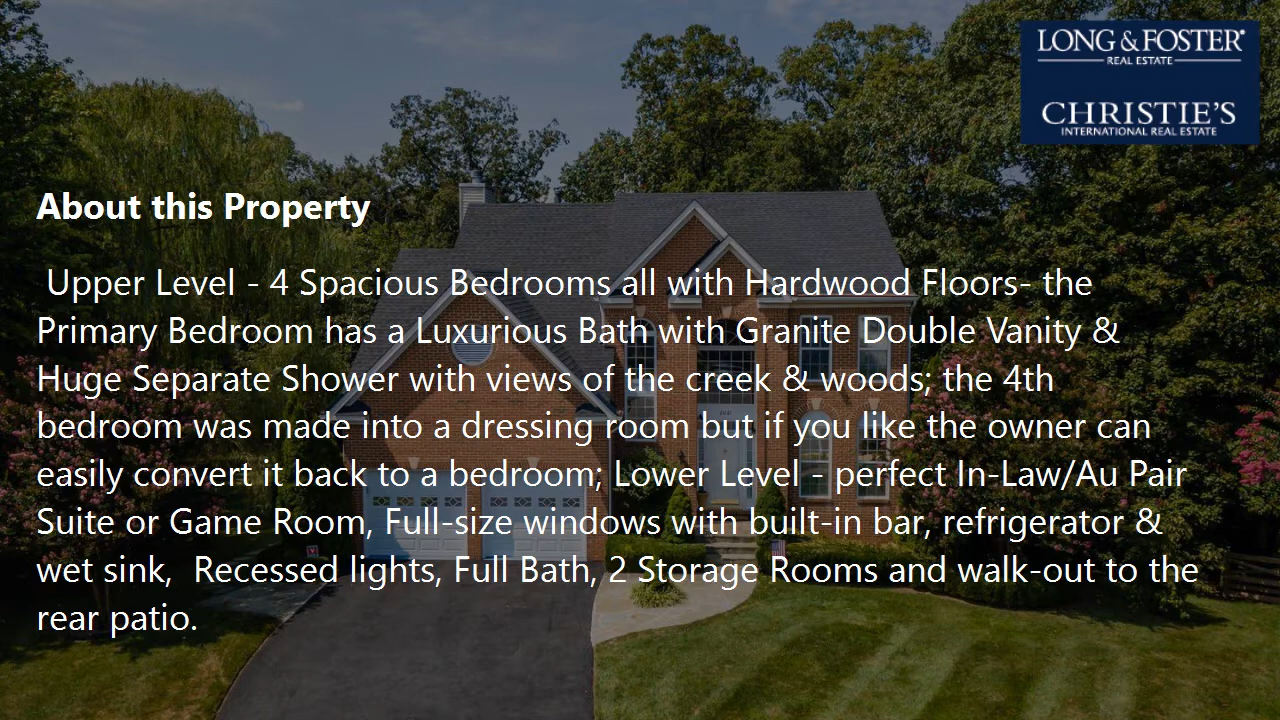 LONG & FOSTER®
REAL ESTATE
CHRISTIE'S
INTERNATIONAL REAL ESTATE
About this Property
Upper Level - 4 Spacious Bedrooms all with Hardwood Floors- the
Primary Bedroom has a Luxurious Bath with Granite Double Vanity &
Huge Separate Shower with views of the creek & woods; the 4th
bedroom was made into a dressing room but if you like the owner can
easily convert it back to a bedroom; Lower Level - perfect In-Law/Au Pair
Suite or Game Room, Full-size windows with built-in bar, refrigerator &
wet sink,  Recessed lights, Full Bath, 2 Storage Rooms and walk-out to the
rear patio.